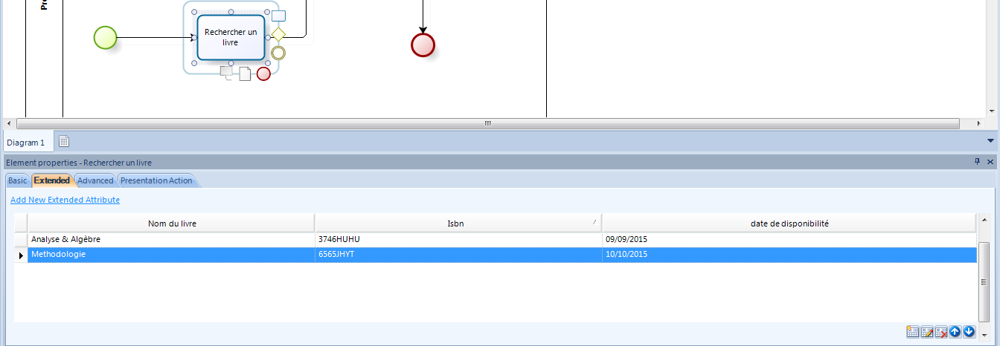 Pro
Rechercher un
livre
Diagram 1
Element properties - Rechercher un livre
Basic Extended Advanced Presentation Action
Add New Extended Attribute
Nom du livre Isbn date de disponibilité
Analyse & Algèbre 3746HUHU 09/09/2015
Methodologie 6565JHYT 10/10/2015